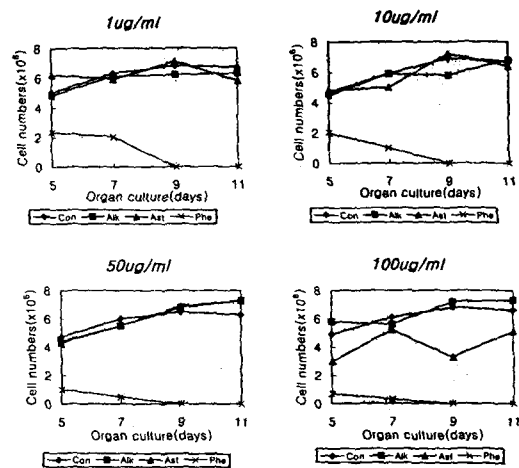 1ug/ml
Cell numbers(x10⁶)
8
6
4
2
0
5 7 9 11
Organ culture(days)
Con Alk Ast Phe
10ug/ml
Cell numbers(x10⁶)
8
6
4
2
0
5 7 9 11
Organ culture(days)
Con Alk Ast Phe
50ug/ml
Cell numbers(x10⁶)
8
6
4
2
0
5 7 9 11
Organ culture(days)
Con Alk Ast Phe
100ug/ml
Cell numbers(x10⁶)
8
6
4
2
0
5 7 9 11
Organ culture(days)
Con Alk Ast Phe